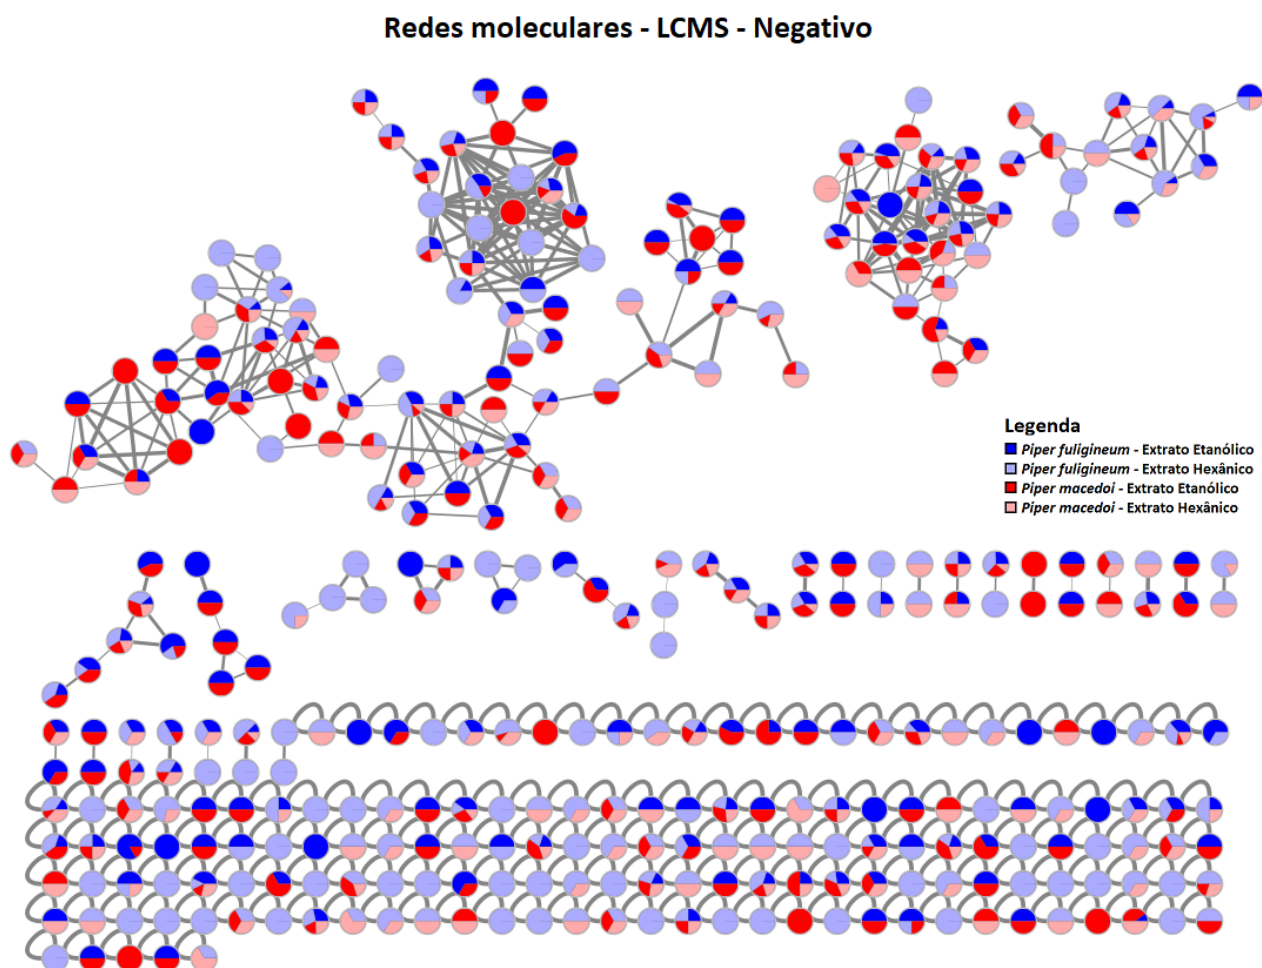 Redes moleculares - LCMS - Negativo
Legenda
Piper fuligineum - Extrato Etanólico
Piper fuligineum - Extrato Hexânico
Piper macedoi - Extrato Etanólico
Piper macedoi - Extrato Hexânico